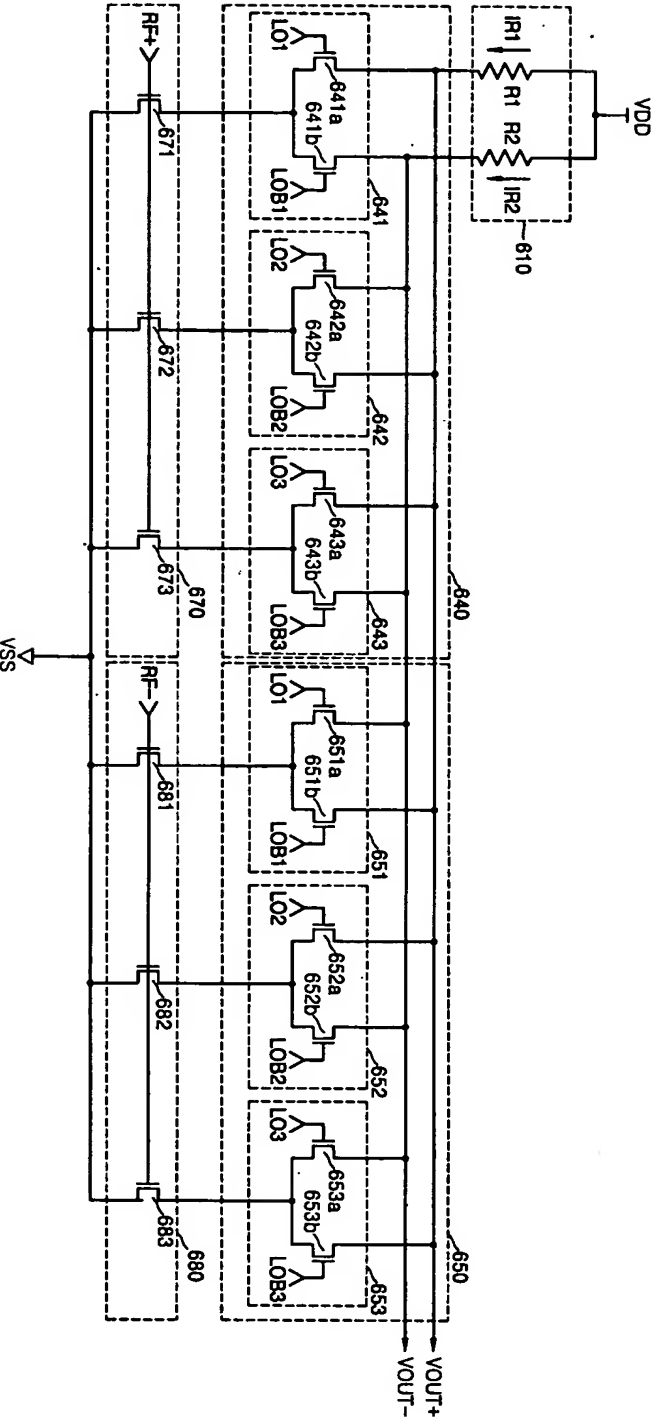 VDD
IR1
R1
R2
IR2
610
VOUT+
VOUT-
640
650
641a
641b
LO1
LOB1
641
642a
642b
LO2
LOB2
642
643a
643b
LO3
LOB3
643
651a
651b
LO1
LOB1
651
652a
652b
LO2
LOB2
652
653a
653b
LO3
LOB3
653
RF+
671
672
673
670
RF-
681
682
683
680
VSS